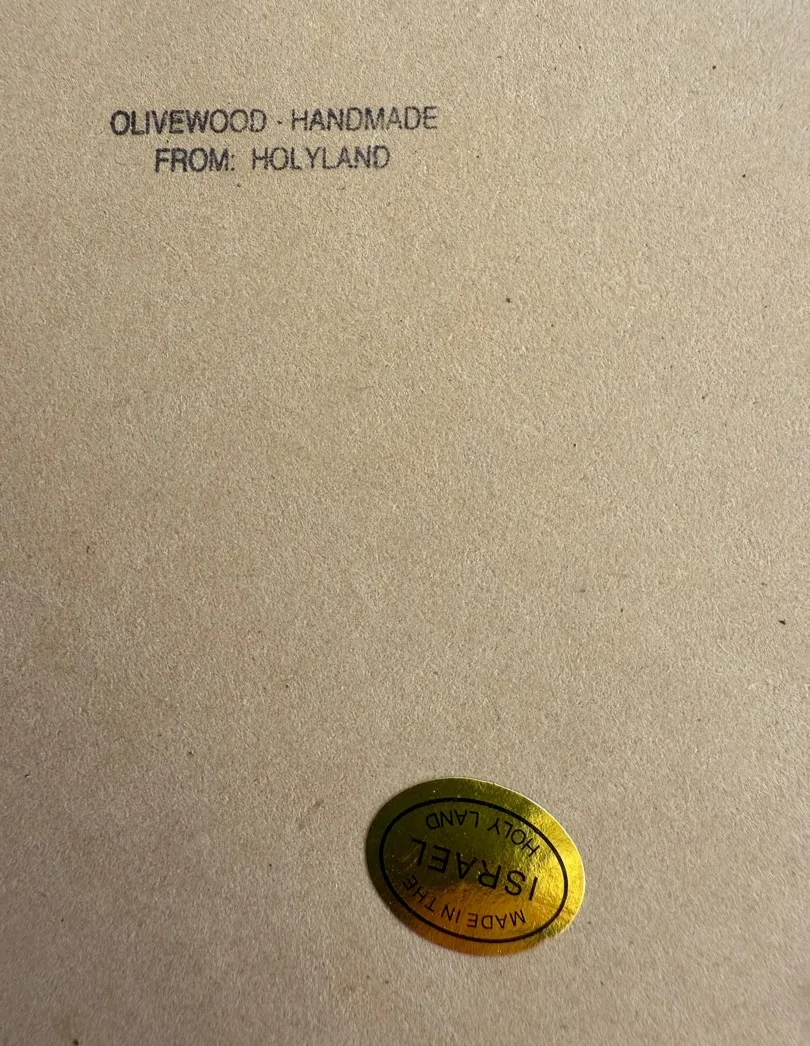 OLIVEWOOD · HANDMADE
FROM: HOLYLAND
MADE IN THE
ISRAEL
HOLY LAND